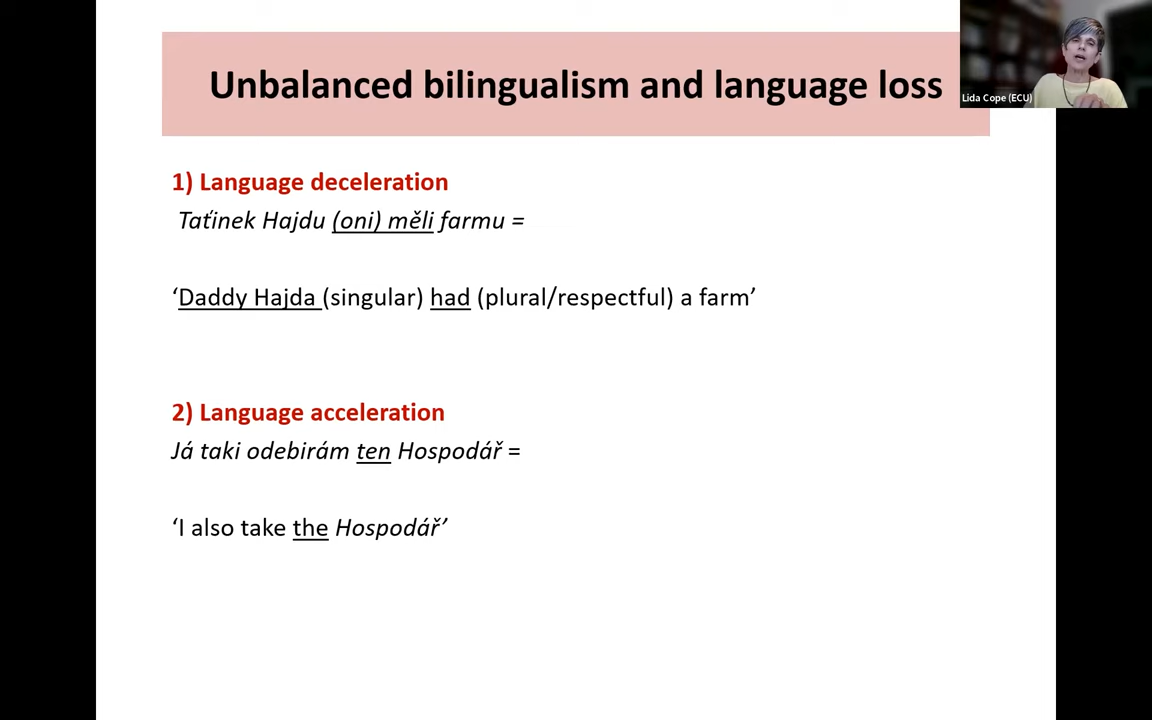 Unbalanced bilingualism and language loss
Lida Cope (ECU)
1) Language deceleration
Taťinek Hajdu (oni) měli farmu =
‘Daddy Hajda (singular) had (plural/respectful) a farm’
2) Language acceleration
Já taki odebirám ten Hospodář =
‘I also take the Hospodář’